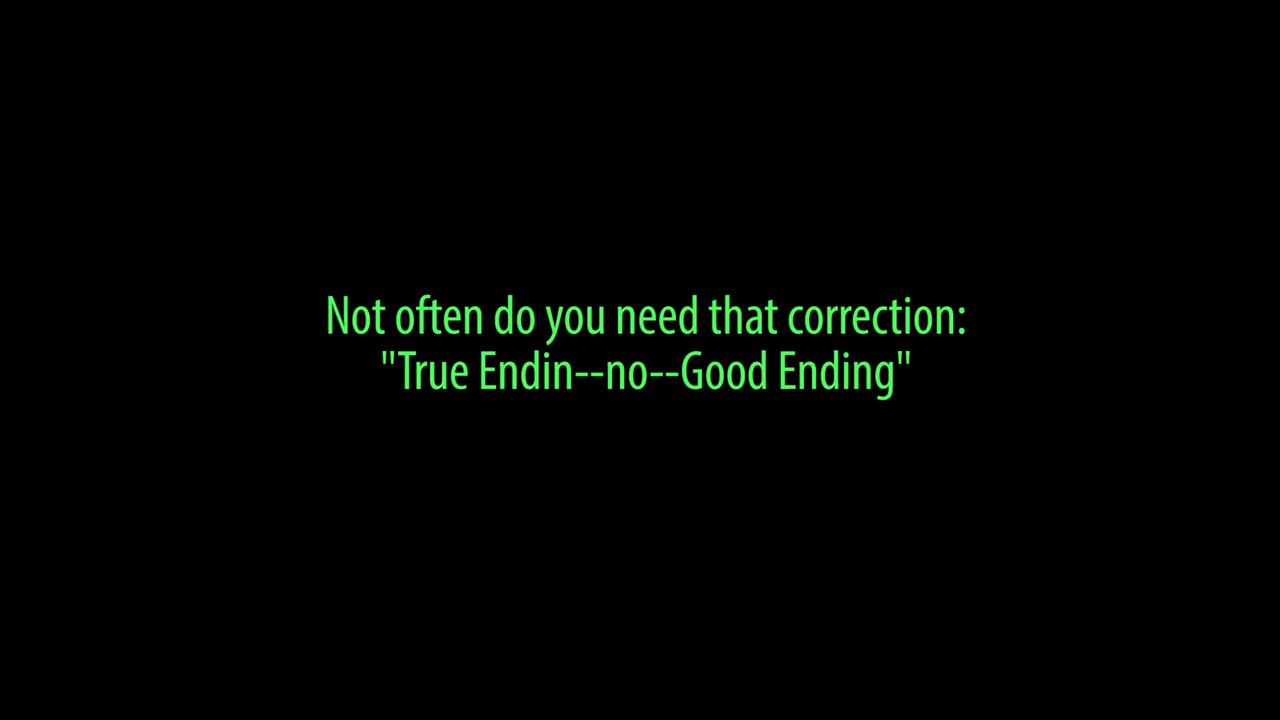 Not often do you need that correction:
"True Endin--no--Good Ending"